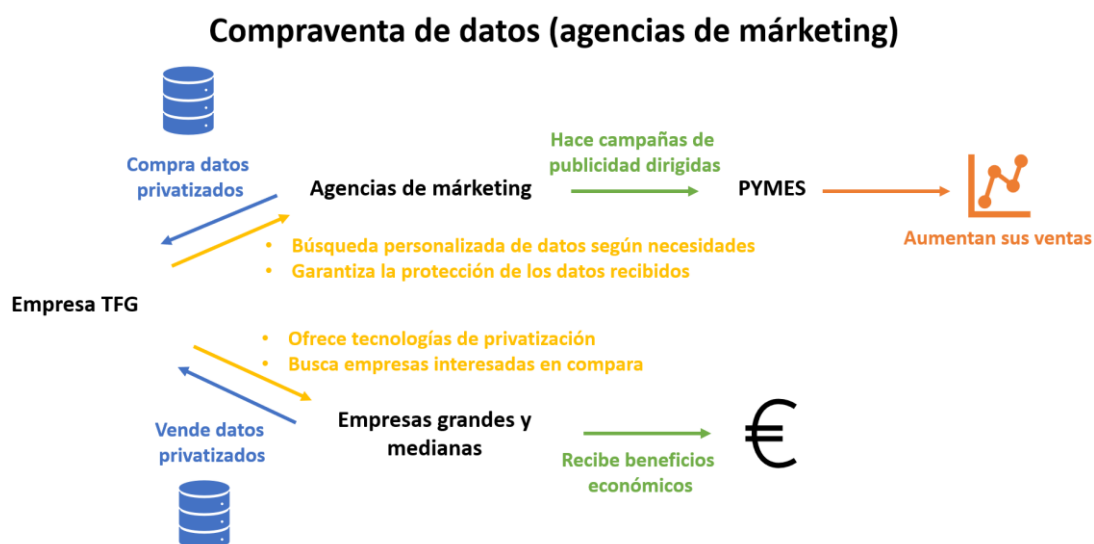 Compraventa de datos (agencias de márketing)
Compra datos
privatizados
Hace campañas de
publicidad dirigidas
Agencias de márketing
PYMES
Aumentan sus ventas
• Búsqueda personalizada de datos según necesidades
• Garantiza la protección de los datos recibidos
Empresa TFG
• Ofrece tecnologías de privatización
• Busca empresas interesadas en compara
Vende datos
privatizados
Empresas grandes y
medianas
Recibe beneficios
económicos
€